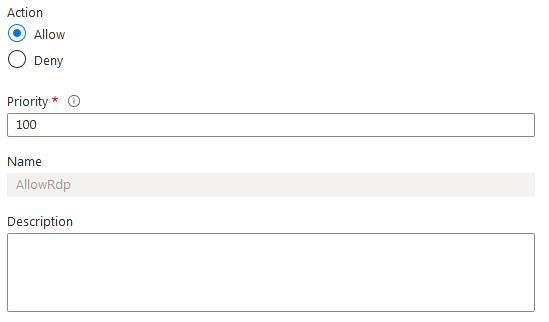 Action
Allow
Deny
Priority *
100
Name
AllowRdp
Description